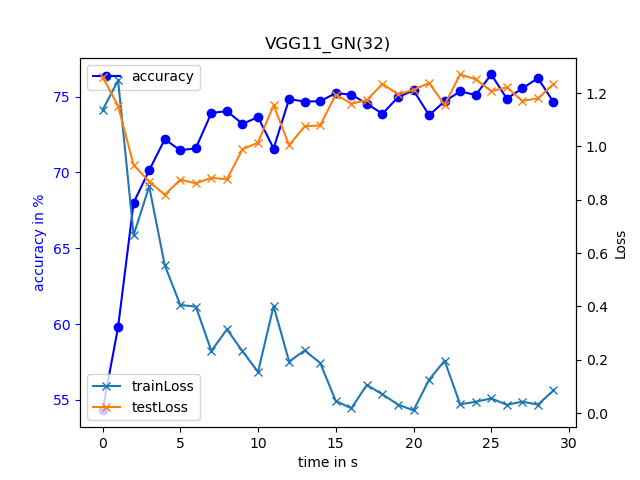 VGG11_GN(32)
accuracy
75
70
65
60
55
accuracy in %
1.2
1.0
0.8
0.6
0.4
0.2
0.0
Loss
trainLoss
testLoss
0 5 10 15 20 25 30
time in s